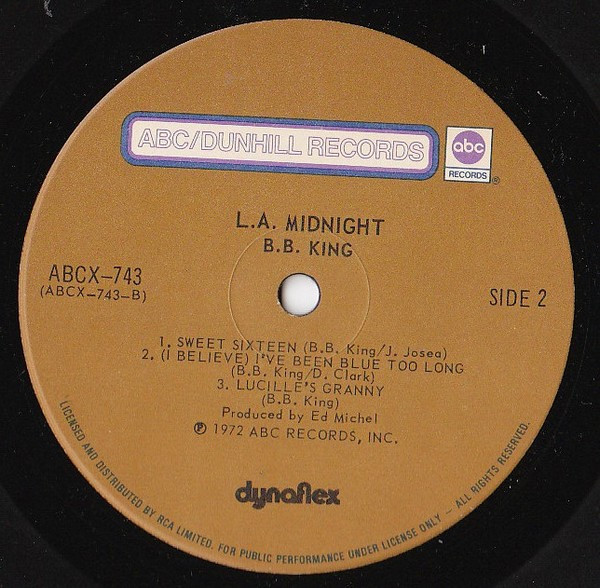 ABC/DUNHILL RECORDS
abc
RECORDS
®
L.A. MIDNIGHT
B.B. KING
ABCX-743
(ABCX-743-B)
SIDE 2
1. SWEET SIXTEEN (B.B. King/J. Josea)
2. (I BELIEVE) I'VE BEEN BLUE TOO LONG
(B.B. King/D. Clark)
3. LUCILLE'S GRANNY
(B.B. King)
Produced by Ed Michel
℗ 1972 ABC RECORDS, INC.
dynaflex
LICENSED AND DISTRIBUTED BY RCA LIMITED. FOR PUBLIC PERFORMANCE UNDER LICENSE ONLY - ALL RIGHTS RESERVED.